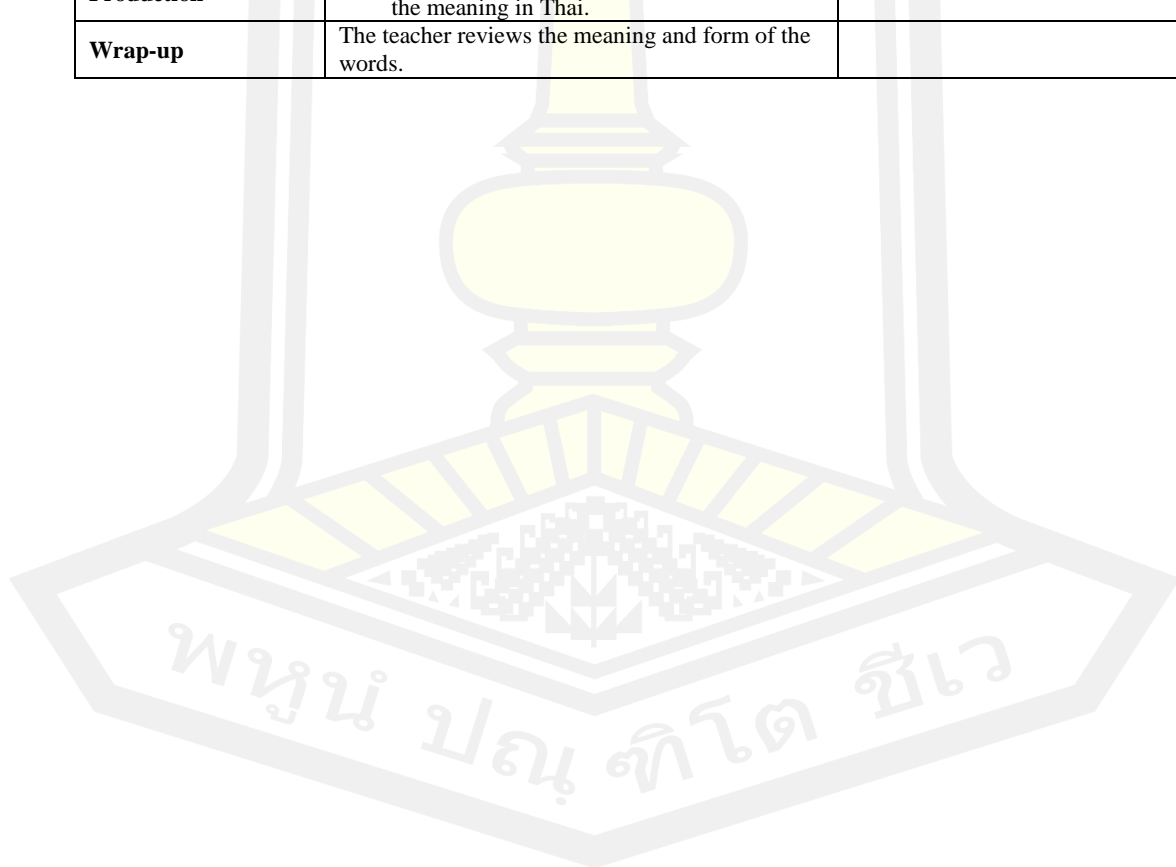 Production
the meaning in Thai.
Wrap-up
The teacher reviews the meaning and form of the
words.
พหูนํ ปณฺฑิโต ชีเว